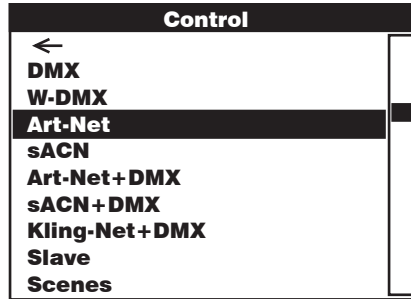 Control
←
DMX
W-DMX
Art-Net
sACN
Art-Net+DMX
sACN+DMX
Kling-Net+DMX
Slave
Scenes